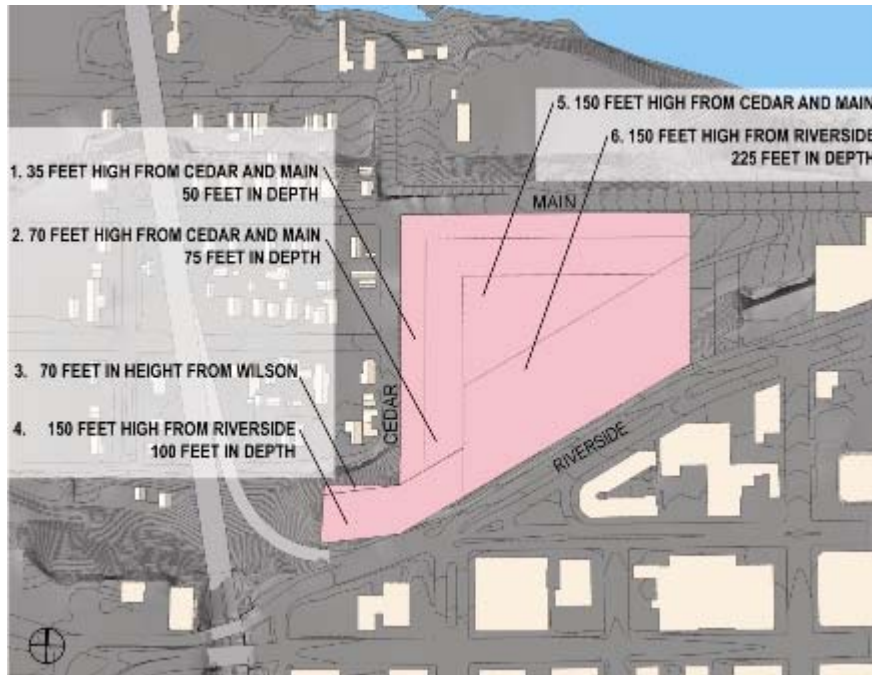 5. 150 FEET HIGH FROM CEDAR AND MAIN
6. 150 FEET HIGH FROM RIVERSIDE
225 FEET IN DEPTH
1. 35 FEET HIGH FROM CEDAR AND MAIN
50 FEET IN DEPTH
2. 70 FEET HIGH FROM CEDAR AND MAIN
75 FEET IN DEPTH
3. 70 FEET IN HEIGHT FROM WILSON
4. 150 FEET HIGH FROM RIVERSIDE
100 FEET IN DEPTH
MAIN
CEDAR
RIVERSIDE